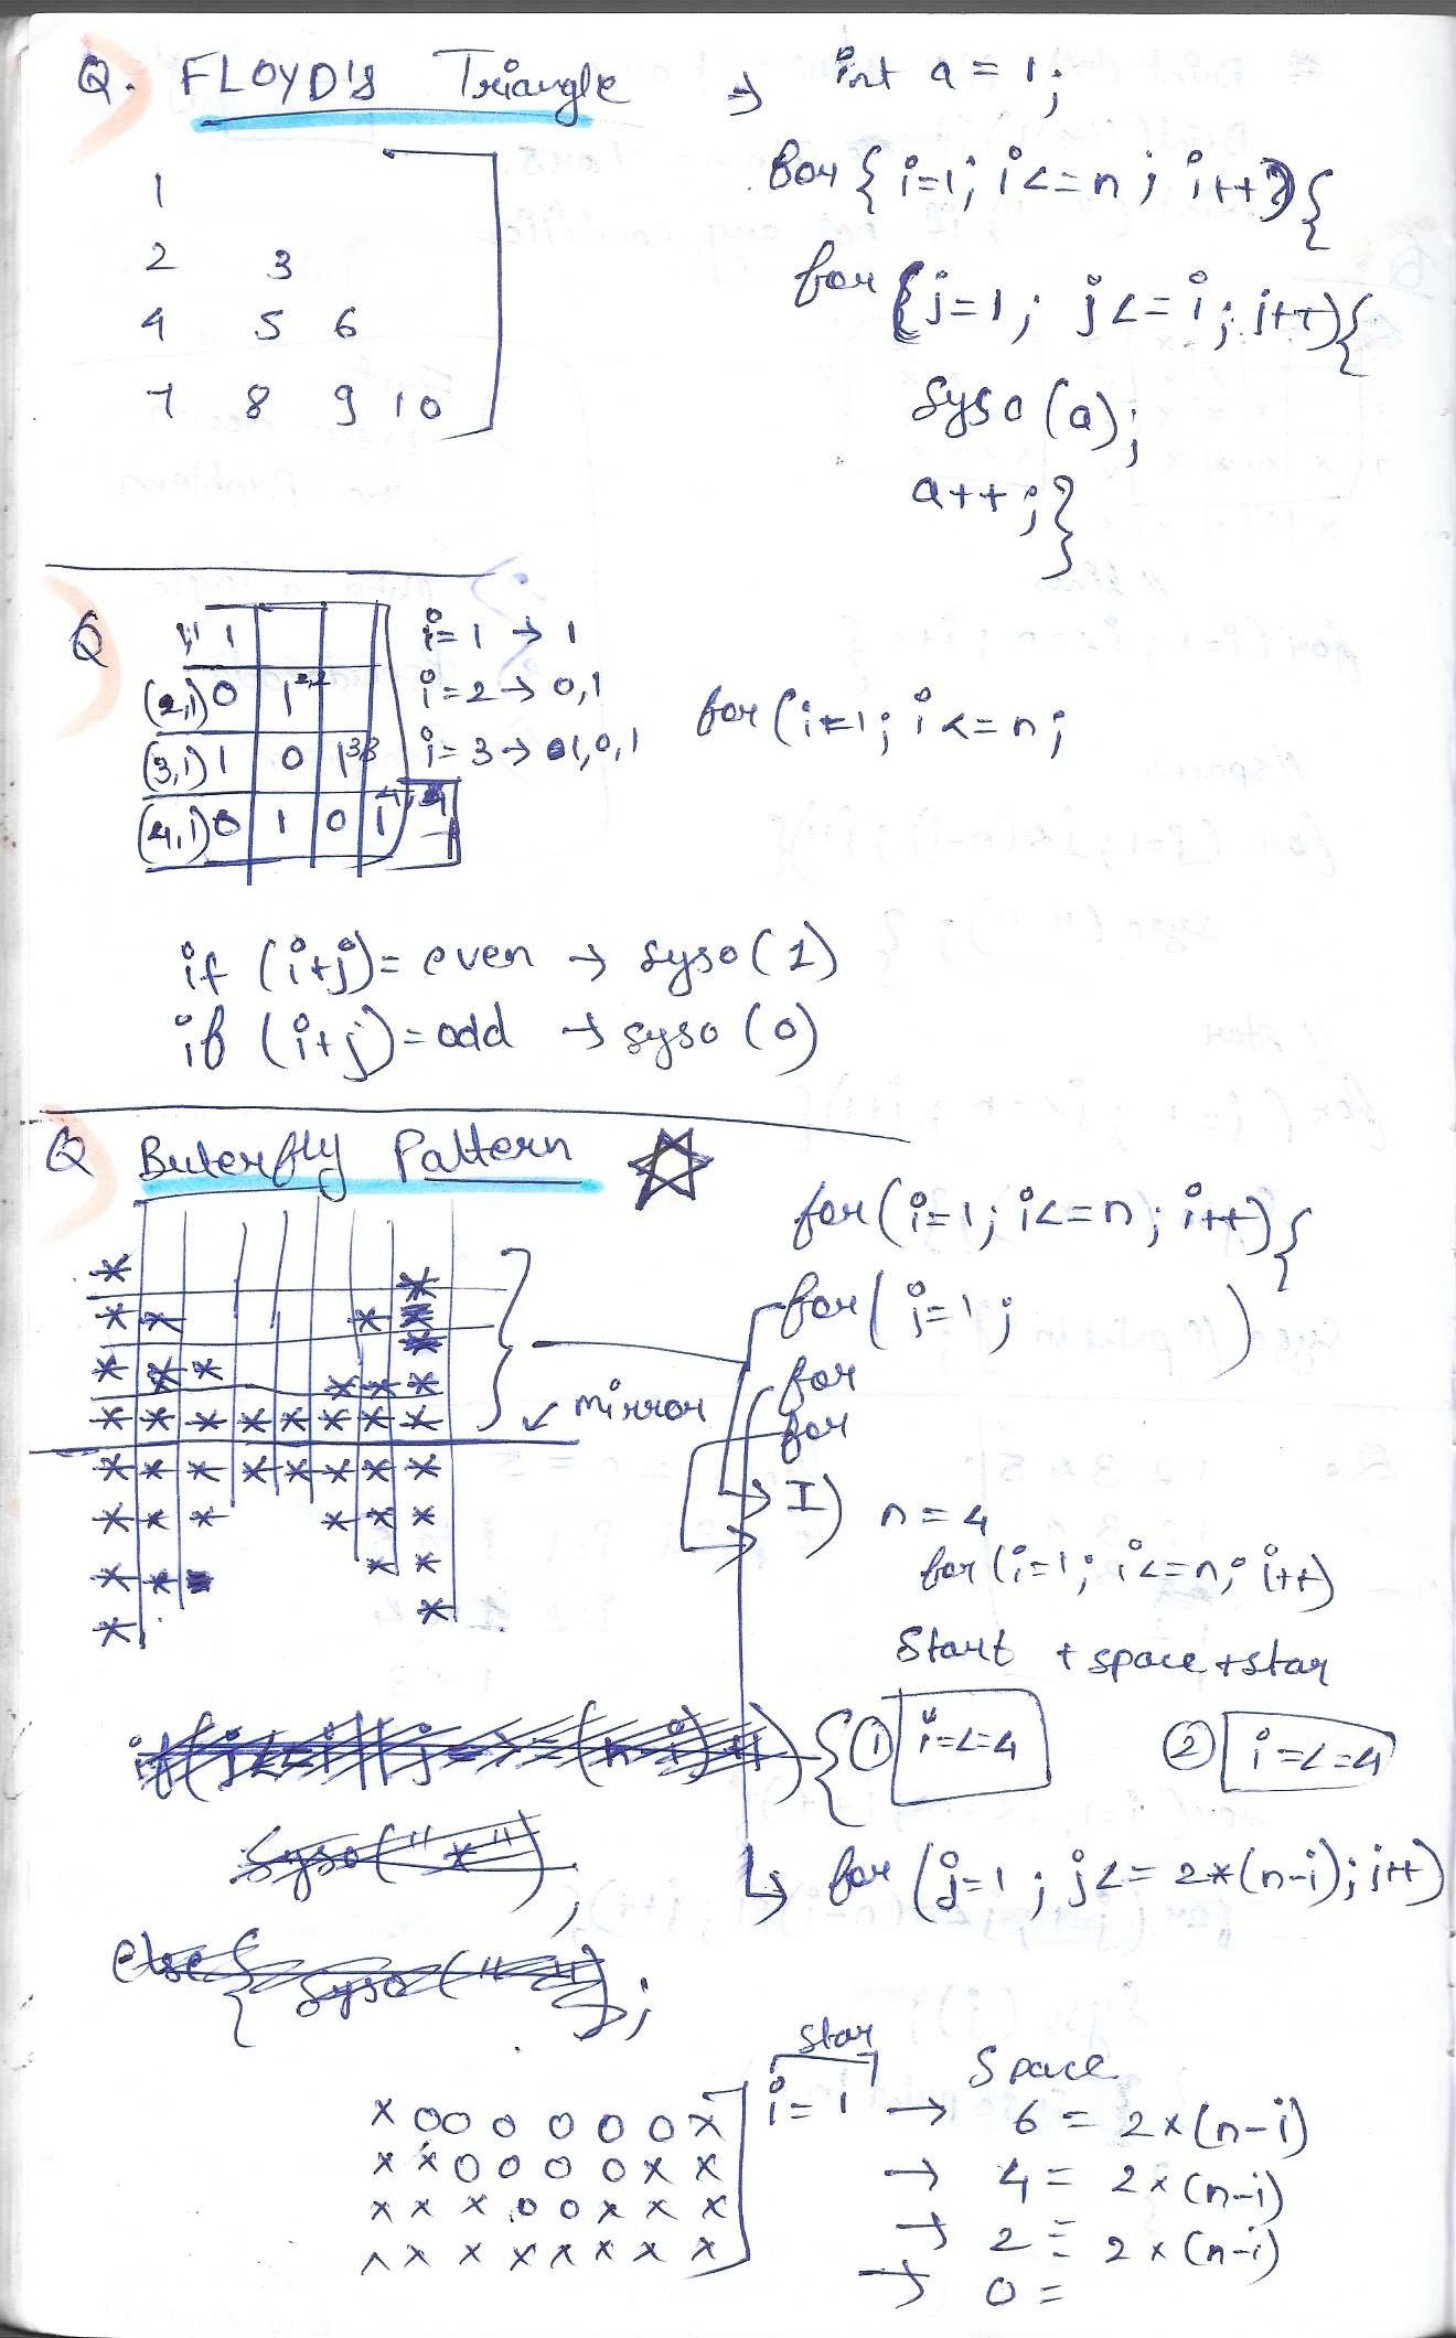 Q. FLOYD'S Triangle ⇒ int a = 1;
for { i=1; i<=n; i++) {
for { j=1; j<=i; j++) {
syso (a);
a++; }
1
2 3
4 5 6
7 8 9 10
Q
1,1 1
(2,1) 0 1 2,2
(3,1) 1 0 1 3,3
(4,1) 0 1 0 1 4,4
i=1 → 1
i=2 → 0,1
i=3 → 1,0,1
for (i=1; i<=n;
if (i+j) = even → syso (1)
if (i+j) = odd → syso (0)
Q Buterfly Pattern ☆
for (i=1; i<=n; i++) {
for ( i=1; )
for
for
* *
* * * *
* * * * * *
* * * * * * * *
↙ mirror
* * * * * * * *
* * * * * *
* * * *
* *
I) n = 4
for (i=1; i<=n; i++)
Start + space + star
{ ① i=<=4 ② i=<=4
if (j<=i || j=>=(n-i)+1)
syso("*") ;
else { syso(" ") ;
for (j=1; j<= 2*(n-i); j++)
star Space
x o o o o o o x i=1 → 6 = 2x(n-i)
x x o o o o x x → 4 = 2x(n-i)
x x x o o x x x → 2 = 2x(n-i)
x x x x x x x x → 0 =